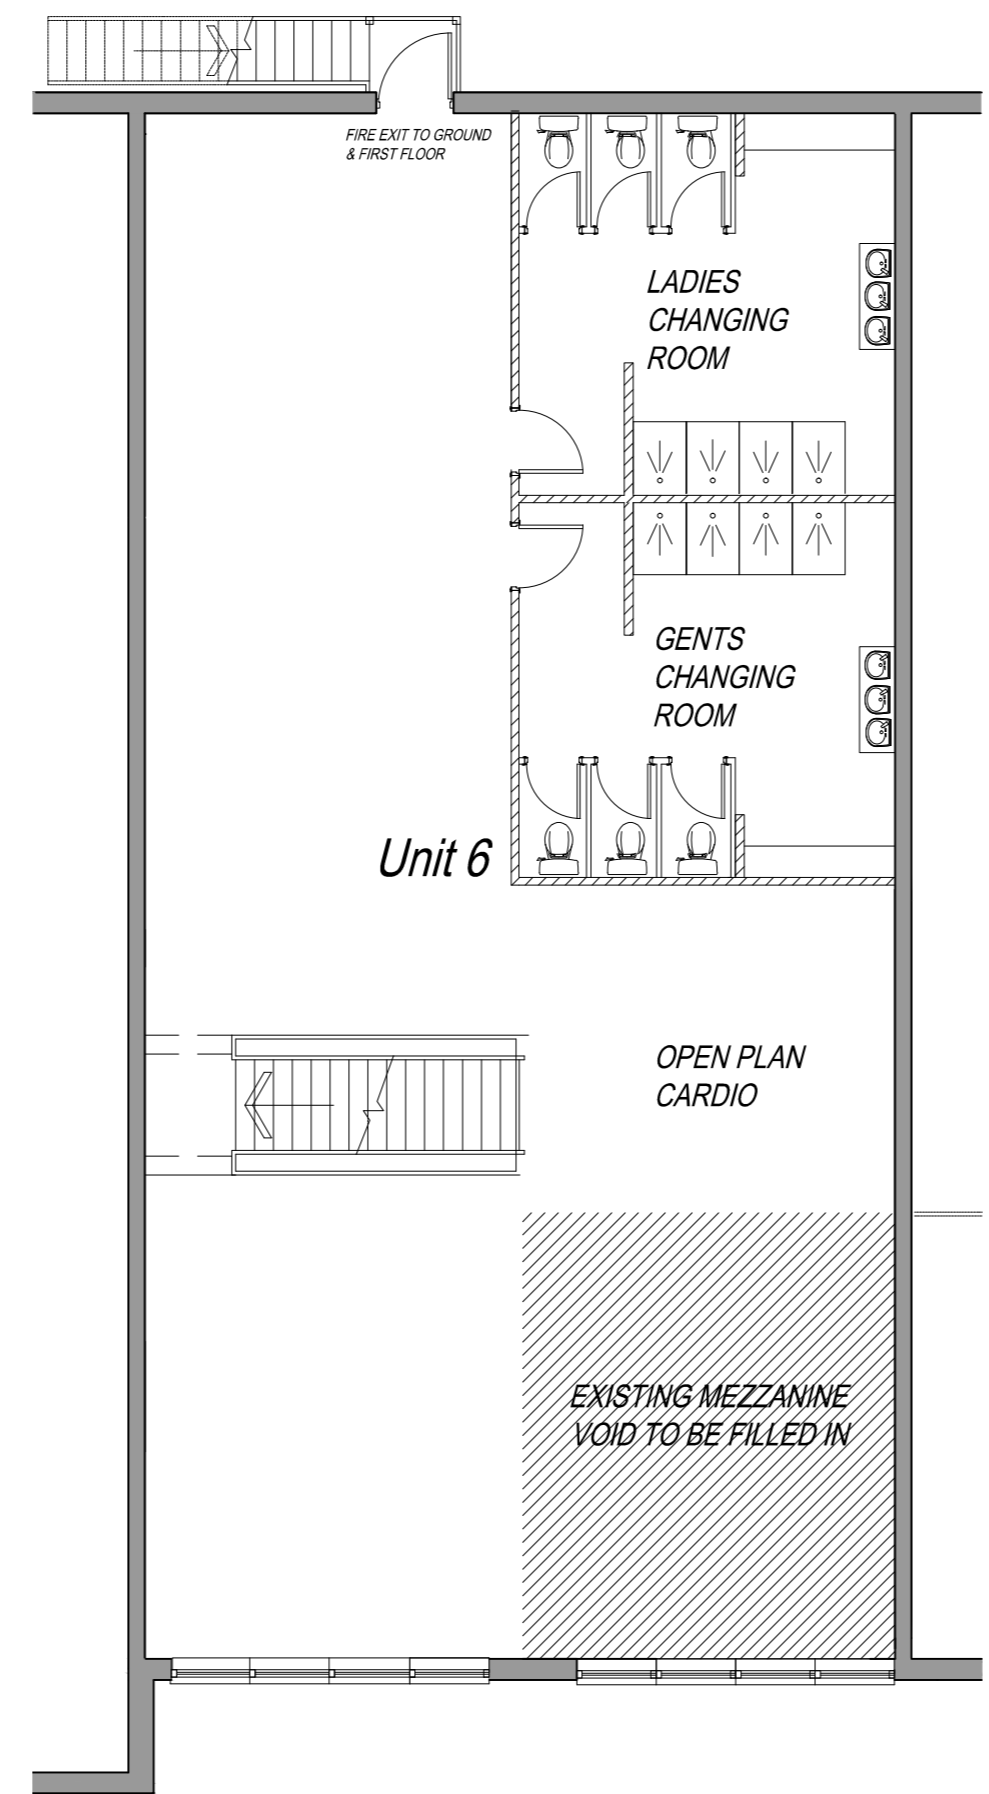 FIRE EXIT TO GROUND
& FIRST FLOOR
LADIES
CHANGING
ROOM
GENTS
CHANGING
ROOM
Unit 6
OPEN PLAN
CARDIO
EXISTING MEZZANINE
VOID TO BE FILLED IN